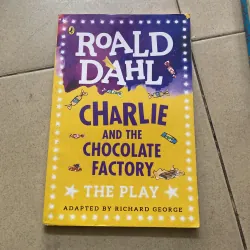 ROALD
DAHL
CHARLIE
AND THE
CHOCOLATE
FACTORY
THE PLAY
ADAPTED BY RICHARD GEORGE